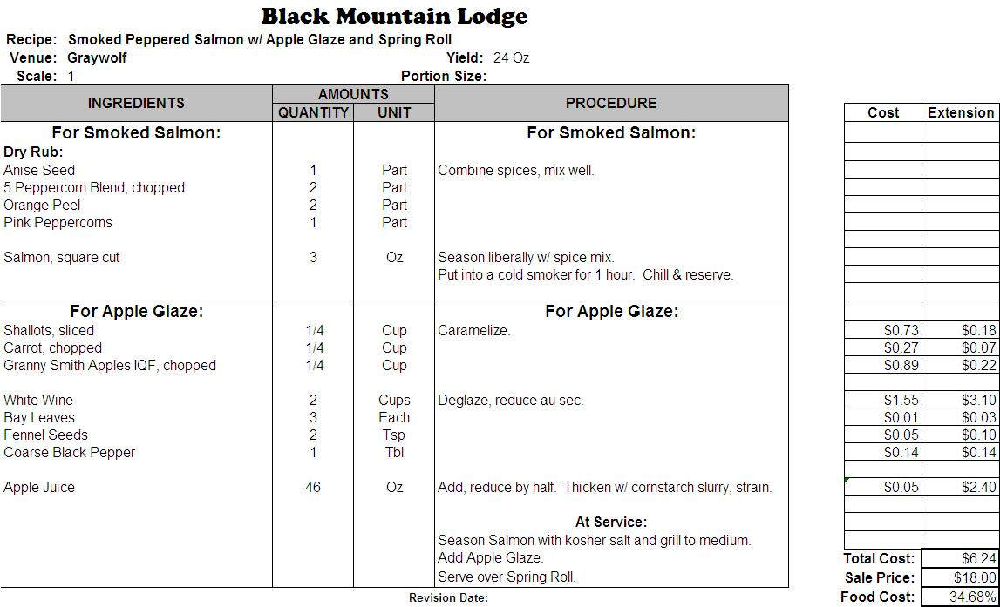 Black Mountain Lodge
Recipe: Smoked Peppered Salmon w/ Apple Glaze and Spring Roll
Venue: Graywolf Yield: 24 Oz
Scale: 1 Portion Size:
INGREDIENTS AMOUNTS PROCEDURE
QUANTITY UNIT Cost Extension
For Smoked Salmon: For Smoked Salmon:
Dry Rub:
Anise Seed 1 Part Combine spices, mix well.
5 Peppercorn Blend, chopped 2 Part
Orange Peel 2 Part
Pink Peppercorns 1 Part
Salmon, square cut 3 Oz Season liberally w/ spice mix.
Put into a cold smoker for 1 hour. Chill & reserve.
For Apple Glaze: For Apple Glaze:
Shallots, sliced 1/4 Cup Caramelize. $0.73 $0.18
Carrot, chopped 1/4 Cup $0.27 $0.07
Granny Smith Apples IQF, chopped 1/4 Cup $0.89 $0.22
White Wine 2 Cups Deglaze, reduce au sec. $1.55 $3.10
Bay Leaves 3 Each $0.01 $0.03
Fennel Seeds 2 Tsp $0.05 $0.10
Coarse Black Pepper 1 Tbl $0.14 $0.14
Apple Juice 46 Oz Add, reduce by half. Thicken w/ cornstarch slurry, strain. $0.05 $2.40
At Service:
Season Salmon with kosher salt and grill to medium.
Add Apple Glaze. Total Cost: $6.24
Serve over Spring Roll. Sale Price: $18.00
Revision Date: Food Cost: 34.68%